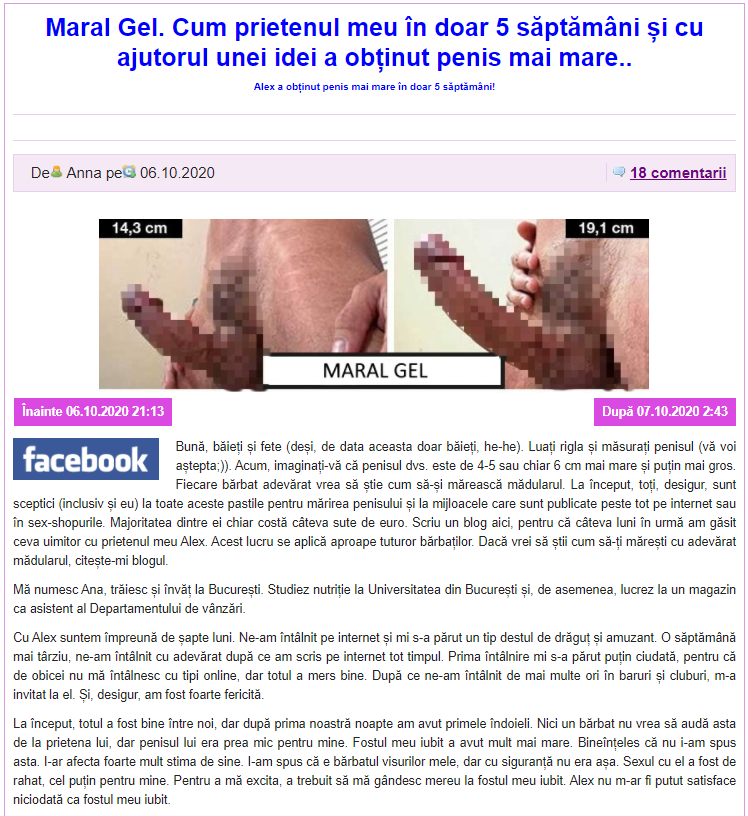 Maral Gel. Cum prietenul meu în doar 5 săptămâni și cu
ajutorul unei idei a obținut penis mai mare..
Alex a obținut penis mai mare în doar 5 săptămâni!
De Anna pe 06.10.2020
18 comentarii
14,3 cm
19,1 cm
MARAL GEL
Înainte 06.10.2020 21:13
După 07.10.2020 2:43
facebook
Bună, băieți și fete (deși, de data aceasta doar băieți, he-he). Luați rigla și măsurați penisul (vă voi
aștepta;)). Acum, imaginați-vă că penisul dvs. este de 4-5 sau chiar 6 cm mai mare și puțin mai gros.
Fiecare bărbat adevărat vrea să știe cum să-și mărească mădularul. La început, toți, desigur, sunt
sceptici (inclusiv și eu) la toate aceste pastile pentru mărirea penisului și la mijloacele care sunt publicate peste tot pe internet sau
în sex-shopurile. Majoritatea dintre ei chiar costă câteva sute de euro. Scriu un blog aici, pentru că câteva luni în urmă am găsit
ceva uimitor cu prietenul meu Alex. Acest lucru se aplică aproape tuturor bărbaților. Dacă vrei să știi cum să-ți mărești cu adevărat
mădularul, citește-mi blogul.
Mă numesc Ana, trăiesc și învăț la București. Studiez nutriție la Universitatea din București și, de asemenea, lucrez la un magazin
ca asistent al Departamentului de vânzări.
Cu Alex suntem împreună de șapte luni. Ne-am întâlnit pe internet și mi s-a părut un tip destul de drăguț și amuzant. O săptămână
mai târziu, ne-am întâlnit cu adevărat după ce am scris pe internet tot timpul. Prima întâlnire mi s-a părut puțin ciudată, pentru că
de obicei nu mă întâlnesc cu tipi online, dar totul a mers bine. După ce ne-am întâlnit de mai multe ori în baruri și cluburi, m-a
invitat la el. Și, desigur, am fost foarte fericită.
La început, totul a fost bine între noi, dar după prima noastră noapte am avut primele îndoieli. Nici un bărbat nu vrea să audă asta
de la prietena lui, dar penisul lui era prea mic pentru mine. Fostul meu iubit a avut mult mai mare. Bineînțeles că nu i-am spus
asta. I-ar afecta foarte mult stima de sine. I-am spus că e bărbatul visurilor mele, dar cu siguranță nu era așa. Sexul cu el a fost de
rahat, cel puțin pentru mine. Pentru a mă excita, a trebuit să mă gândesc mereu la fostul meu iubit. Alex nu m-ar fi putut satisface
niciodată ca fostul meu iubit.